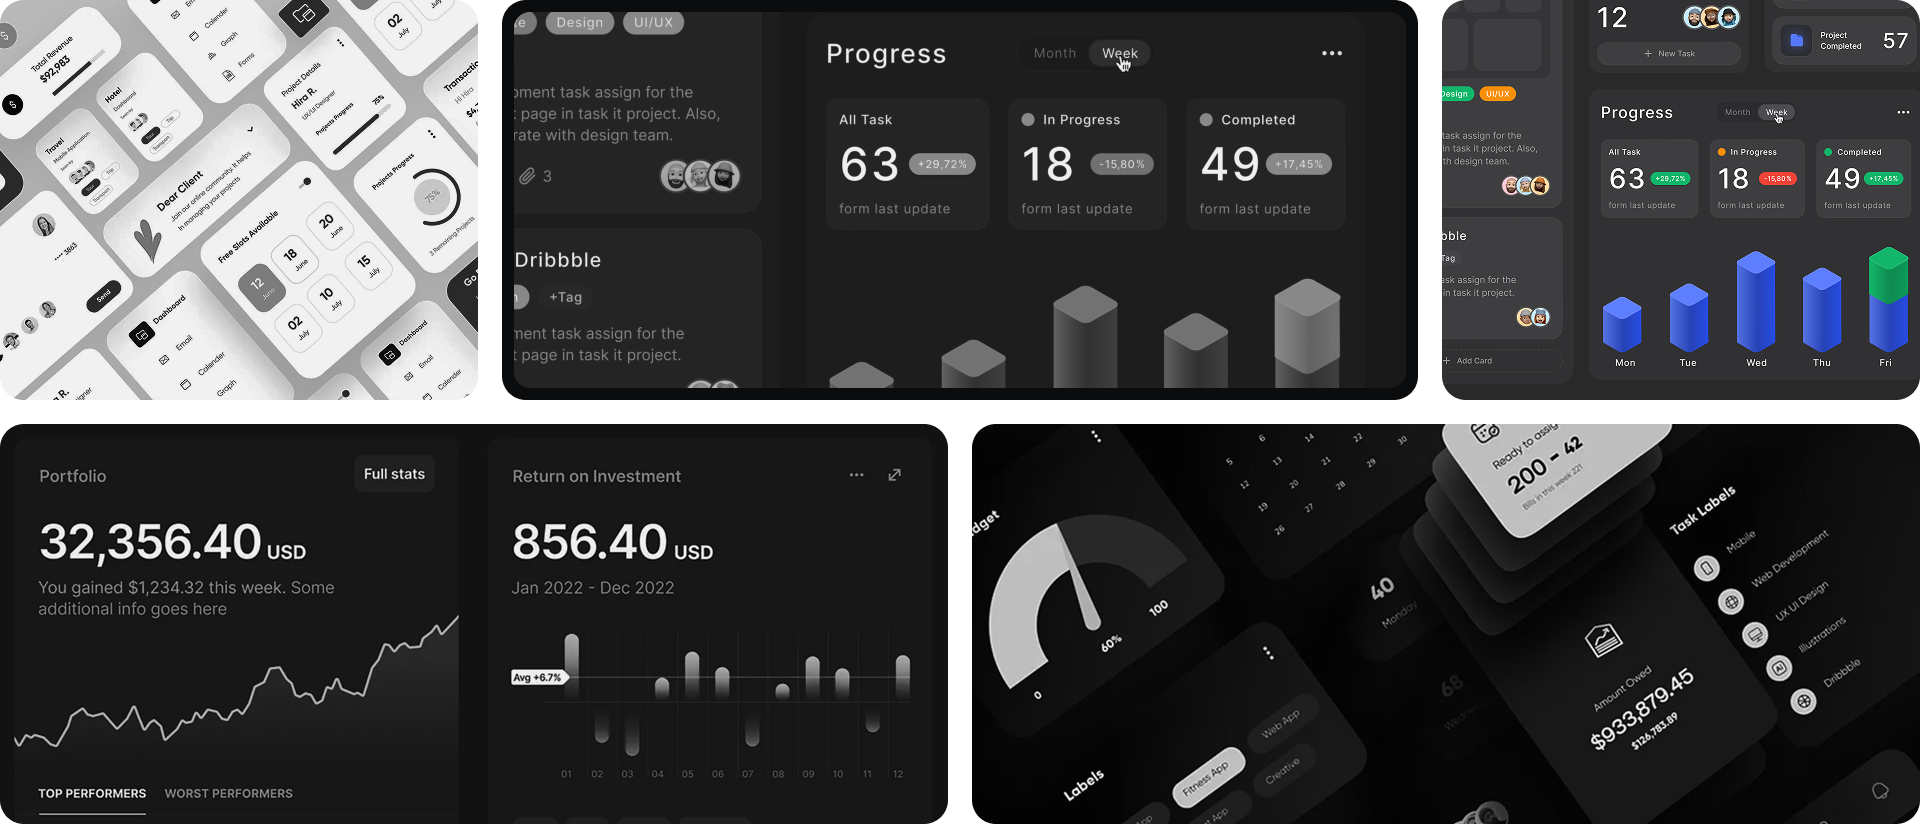 Total Revenue
$92,983
Email
Calender
Graph
Forms
02
July
Hotel
Dashboard
Travel
Mobile Application
Project Details
Hira R.
UX/UI Designer
Projects Progress
75%
Dear Client
Join our online community. It helps
in managing your projects
Free Slots Available
12
June
18
June
20
June
02
July
10
July
15
July
Projects Progress
75%
3 Remaining Projects
3863
Send
Dashboard
Email
Calender
Graph
Dashboard
Email
Calender
Design
UI/UX
task assign for the
page in task it project. Also,
rate with design team.
3
Dribbble
+Tag
ment task assign for the
page in task it project.
Progress
Month
Week
All Task
63
+29,72%
form last update
In Progress
18
-15,80%
form last update
Completed
49
+17,45%
form last update
12
+ New Task
Project
Completed
57
Design
UI/UX
task assign for the
in task it project. Also,
th design team.
bble
Tag
ask assign for the
in task it project.
+ Add Card
Progress
Month
Week
All Task
63
+29,72%
form last update
In Progress
18
-15,80%
form last update
Completed
49
+17,45%
form last update
Mon
Tue
Wed
Thu
Fri
Portfolio
Full stats
32,356.40 USD
You gained $1,234.32 this week. Some
additional info goes here
TOP PERFORMERS
WORST PERFORMERS
Return on Investment
856.40 USD
Jan 2022 - Dec 2022
Avg +6.7%
01 02 03 04 05 06 07 08 09 10 11 12
dget
0
60%
100
6 14 22 30
5 13 21 29
12 20 28
19 27
26
40
Monday
68
Ready to assig
200 - 42
Bills in this week 221
Amount Owed
$933,879.45
$126,783.89
Task Labels
Mobile
Web Development
UX UI Design
Illustrations
Dribbble
Labels
Web App
Fitness App
Creative